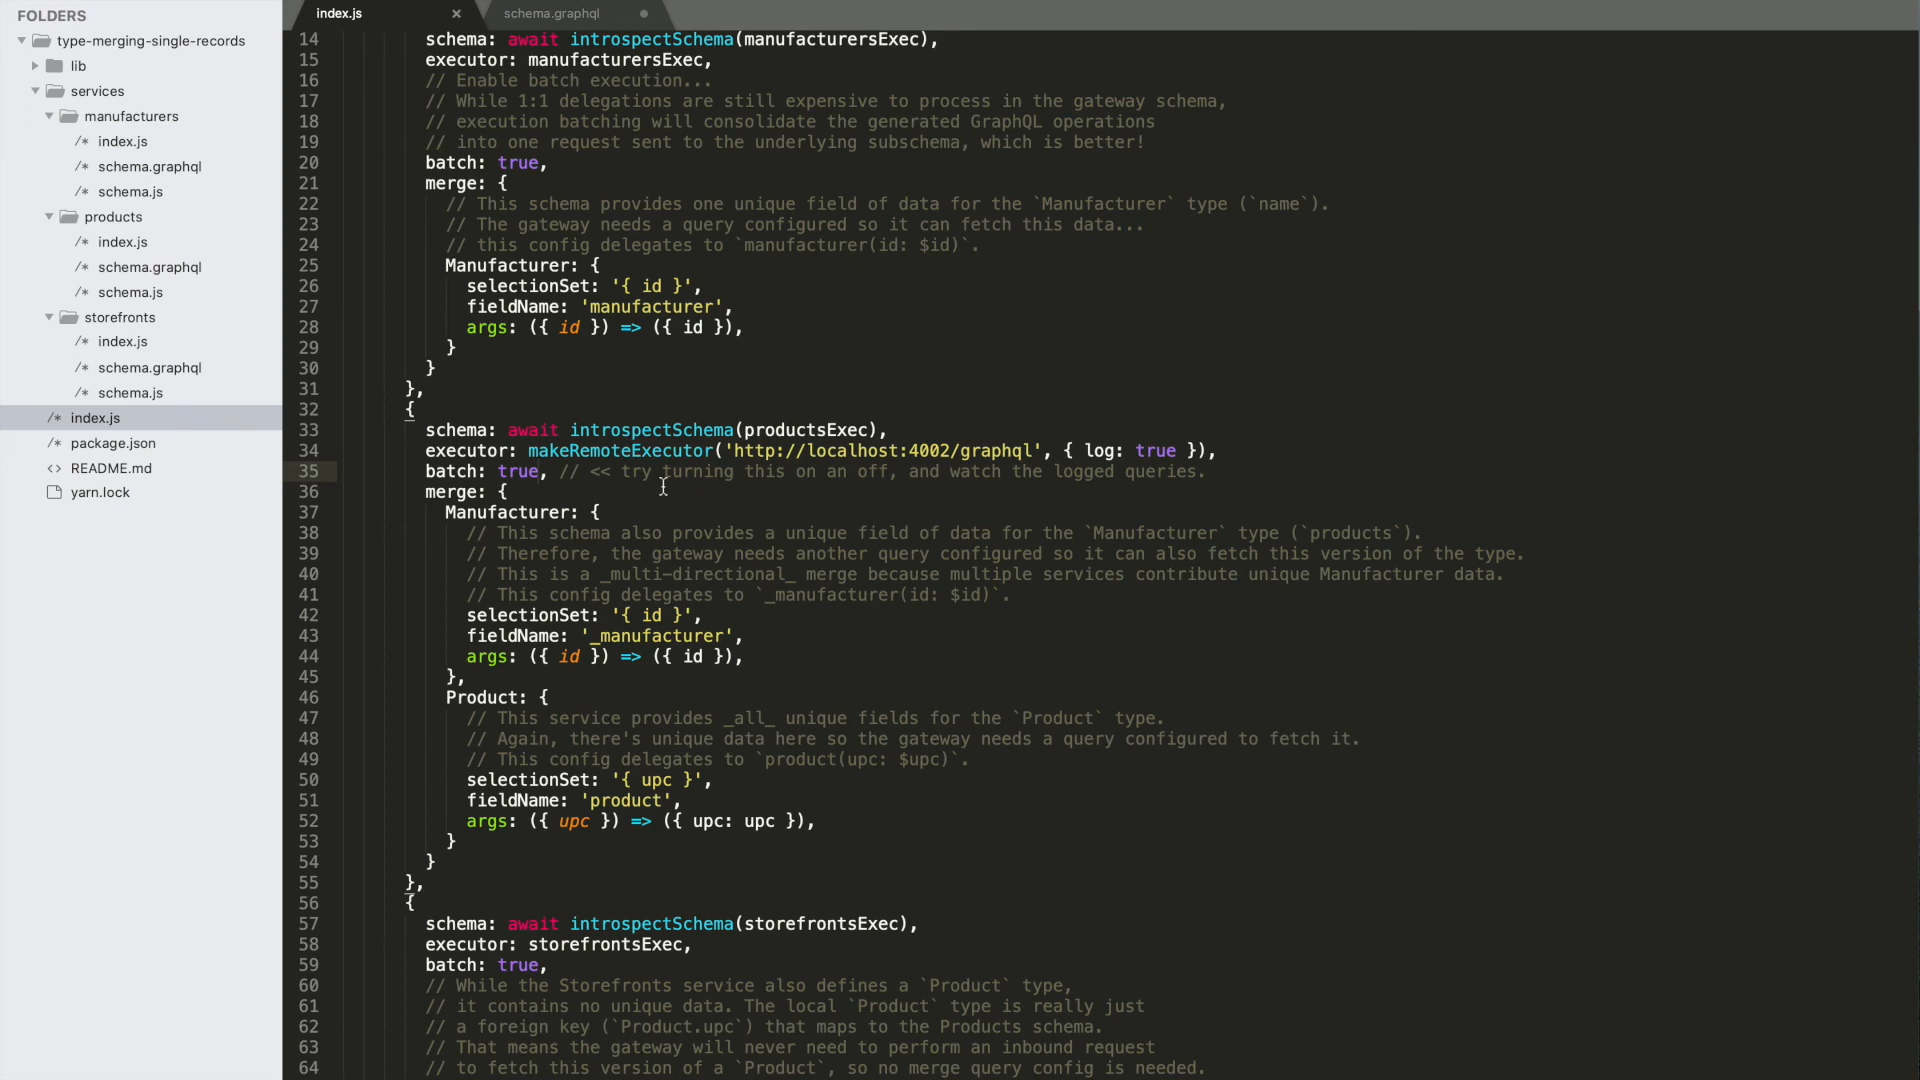 FOLDERS
type-merging-single-records
lib
services
manufacturers
/* index.js
/* schema.graphql
/* schema.js
products
/* index.js
/* schema.graphql
/* schema.js
storefronts
/* index.js
/* schema.graphql
/* schema.js
/* index.js
/* package.json
<> README.md
yarn.lock
index.js ×
schema.graphql
14 schema: await introspectSchema(manufacturersExec),
15 executor: manufacturersExec,
16 // Enable batch execution...
17 // While 1:1 delegations are still expensive to process in the gateway schema,
18 // execution batching will consolidate the generated GraphQL operations
19 // into one request sent to the underlying subschema, which is better!
20 batch: true,
21 merge: {
22 // This schema provides one unique field of data for the `Manufacturer` type (`name`).
23 // The gateway needs a query configured so it can fetch this data...
24 // this config delegates to `manufacturer(id: $id)`.
25 Manufacturer: {
26 selectionSet: '{ id }',
27 fieldName: 'manufacturer',
28 args: ({ id }) => ({ id }),
29 }
30 }
31 },
32 {
33 schema: await introspectSchema(productsExec),
34 executor: makeRemoteExecutor('http://localhost:4002/graphql', { log: true }),
35 batch: true, // << try turning this on an off, and watch the logged queries.
36 merge: {
37 Manufacturer: {
38 // This schema also provides a unique field of data for the `Manufacturer` type (`products`).
39 // Therefore, the gateway needs another query configured so it can also fetch this version of the type.
40 // This is a _multi-directional_ merge because multiple services contribute unique Manufacturer data.
41 // This config delegates to `_manufacturer(id: $id)`.
42 selectionSet: '{ id }',
43 fieldName: '_manufacturer',
44 args: ({ id }) => ({ id }),
45 },
46 Product: {
47 // This service provides _all_ unique fields for the `Product` type.
48 // Again, there's unique data here so the gateway needs a query configured to fetch it.
49 // This config delegates to `product(upc: $upc)`.
50 selectionSet: '{ upc }',
51 fieldName: 'product',
52 args: ({ upc }) => ({ upc: upc }),
53 }
54 }
55 },
56 {
57 schema: await introspectSchema(storefrontsExec),
58 executor: storefrontsExec,
59 batch: true,
60 // While the Storefronts service also defines a `Product` type,
61 // it contains no unique data. The local `Product` type is really just
62 // a foreign key (`Product.upc`) that maps to the Products schema.
63 // That means the gateway will never need to perform an inbound request
64 // to fetch this version of a `Product`, so no merge query config is needed.